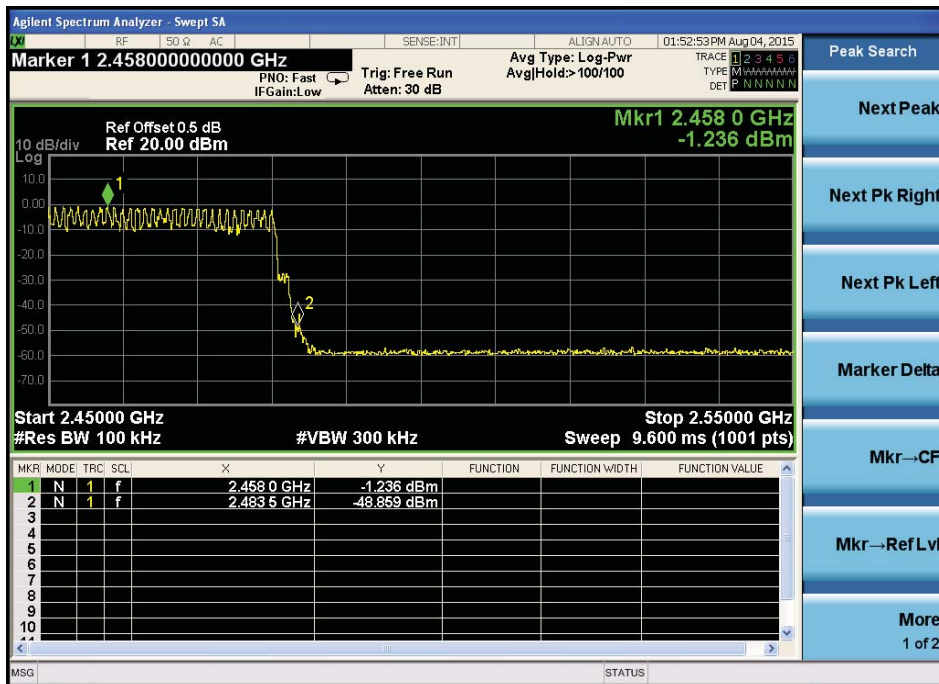 Agilent Spectrum Analyzer - Swept SA
LXI RF 50 Ω AC SENSE:INT ALIGN AUTO 01:52:53 PM Aug 04, 2015
Marker 1 2.458000000000 GHz
PNO: Fast
IFGain:Low
Trig: Free Run
Atten: 30 dB
Avg Type: Log-Pwr
Avg|Hold:>100/100
TRACE 1 2 3 4 5 6
TYPE M
DET P N N N N N
Peak Search
Next Peak
Next Pk Right
Next Pk Left
Marker Delta
Mkr→CF
Mkr→Ref Lvl
More
1 of 2
Mkr1 2.458 0 GHz
-1.236 dBm
Ref Offset 0.5 dB
10 dB/div Ref 20.00 dBm
Log
10.0
0.00
-10.0
-20.0
-30.0
-40.0
-50.0
-60.0
-70.0
1
2
Start 2.45000 GHz Stop 2.55000 GHz
#Res BW 100 kHz #VBW 300 kHz Sweep 9.600 ms (1001 pts)
MKR MODE TRC SCL X Y FUNCTION FUNCTION WIDTH FUNCTION VALUE
1 N 1 f 2.458 0 GHz -1.236 dBm
2 N 1 f 2.483 5 GHz -48.859 dBm
3
4
5
6
7
8
9
10
MSG STATUS